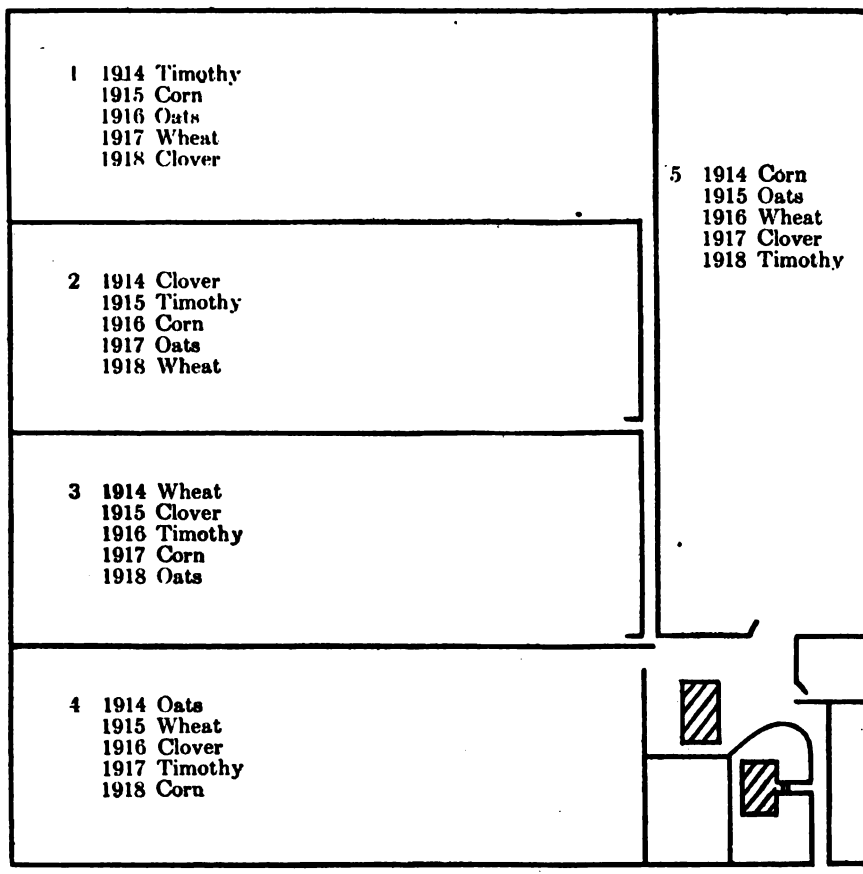 1 1914 Timothy
1915 Corn
1916 Oats
1917 Wheat
1918 Clover
2 1914 Clover
1915 Timothy
1916 Corn
1917 Oats
1918 Wheat
3 1914 Wheat
1915 Clover
1916 Timothy
1917 Corn
1918 Oats
4 1914 Oats
1915 Wheat
1916 Clover
1917 Timothy
1918 Corn
5 1914 Corn
1915 Oats
1916 Wheat
1917 Clover
1918 Timothy